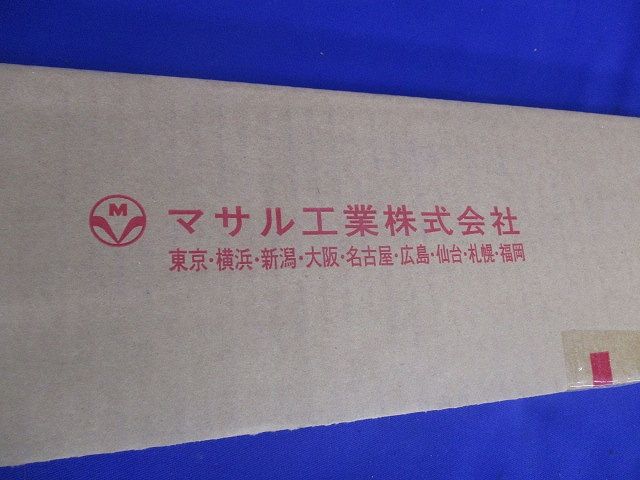 M
マサル工業株式会社
東京・横浜・新潟・大阪・名古屋・広島・仙台・札幌・福岡